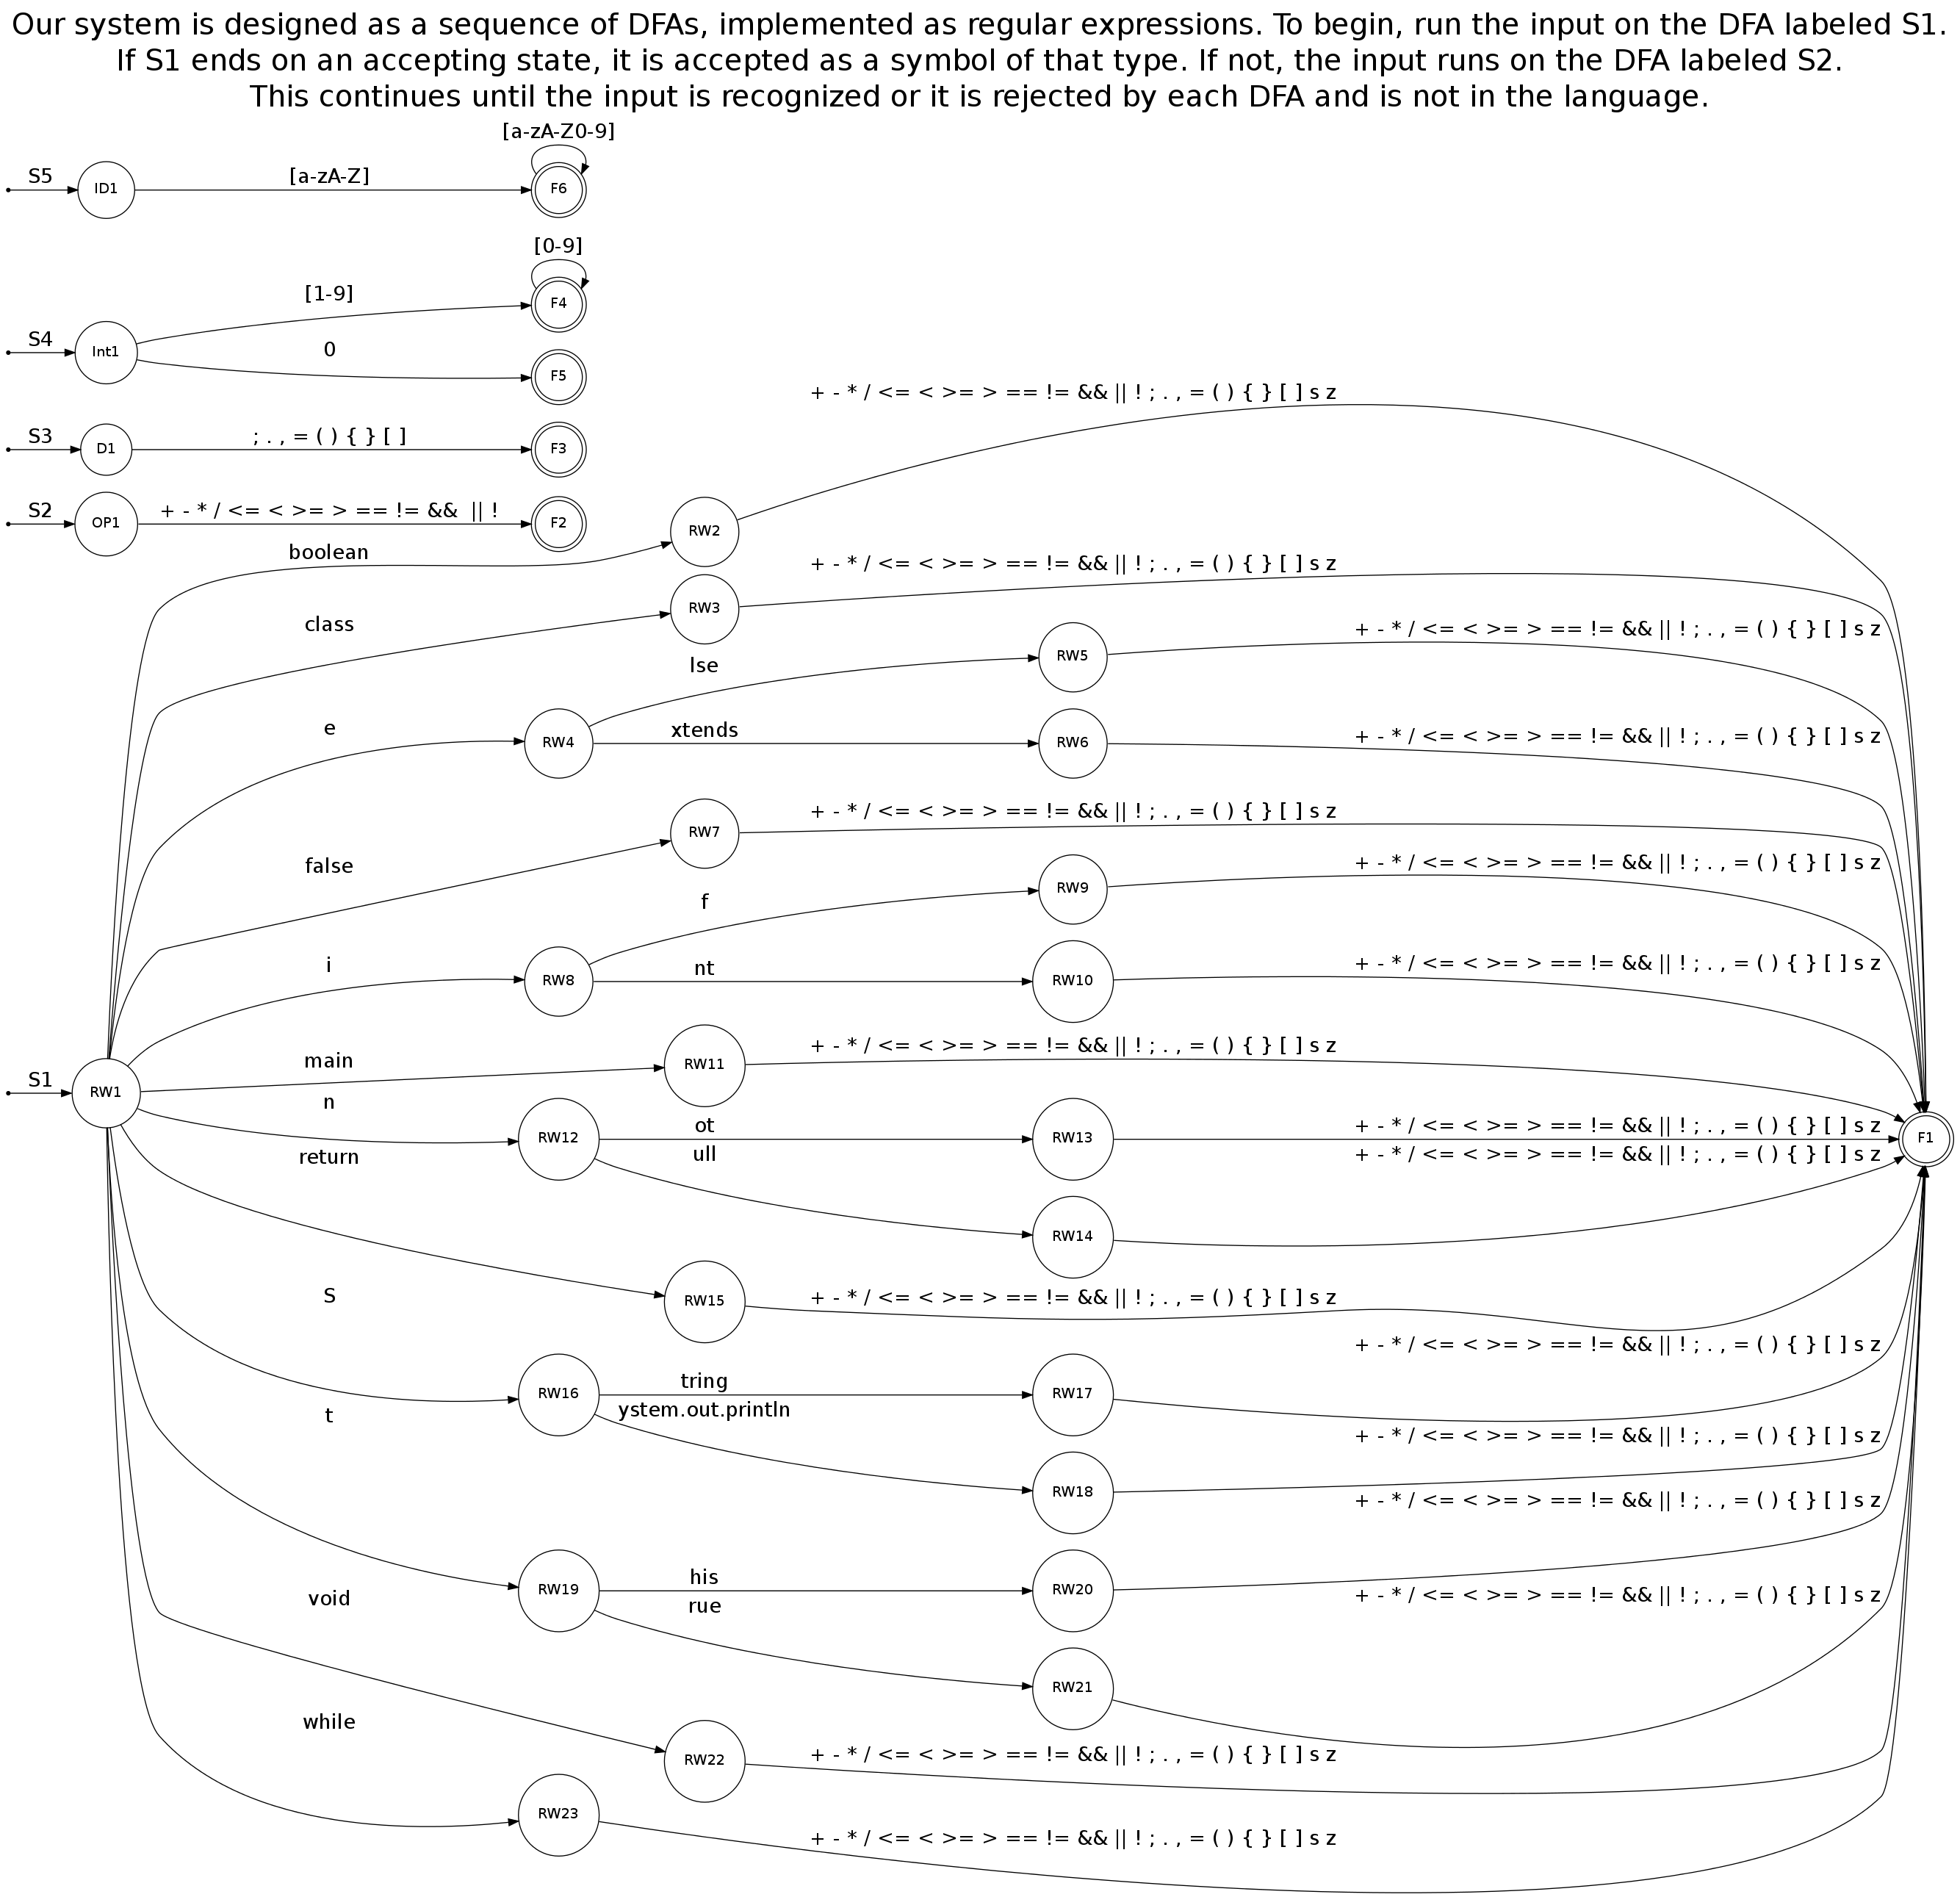 Our system is designed as a sequence of DFAs, implemented as regular expressions. To begin, run the input on the DFA labeled S1.
If S1 ends on an accepting state, it is accepted as a symbol of that type. If not, the input runs on the DFA labeled S2.
This continues until the input is recognized or it is rejected by each DFA and is not in the language.
[a-zA-Z0-9]
S5
ID1
[a-zA-Z]
F6
[0-9]
[1-9]
F4
S4
Int1
0
F5
S3
D1
; . , = ( ) { } [ ]
F3
S2
OP1
+ - * / <= < >= > == != && || !
F2
+ - * / <= < >= > == != && || ! ; . , = ( ) { } [ ] s z
boolean
RW2
+ - * / <= < >= > == != && || ! ; . , = ( ) { } [ ] s z
class
RW3
lse
RW5
+ - * / <= < >= > == != && || ! ; . , = ( ) { } [ ] s z
e
RW4
xtends
RW6
+ - * / <= < >= > == != && || ! ; . , = ( ) { } [ ] s z
false
RW7
+ - * / <= < >= > == != && || ! ; . , = ( ) { } [ ] s z
f
RW9
+ - * / <= < >= > == != && || ! ; . , = ( ) { } [ ] s z
i
RW8
nt
RW10
+ - * / <= < >= > == != && || ! ; . , = ( ) { } [ ] s z
S1
RW1
main
RW11
+ - * / <= < >= > == != && || ! ; . , = ( ) { } [ ] s z
n
RW12
ot
RW13
+ - * / <= < >= > == != && || ! ; . , = ( ) { } [ ] s z
F1
ull
RW14
+ - * / <= < >= > == != && || ! ; . , = ( ) { } [ ] s z
return
RW15
+ - * / <= < >= > == != && || ! ; . , = ( ) { } [ ] s z
S
RW16
tring
RW17
+ - * / <= < >= > == != && || ! ; . , = ( ) { } [ ] s z
ystem.out.println
RW18
+ - * / <= < >= > == != && || ! ; . , = ( ) { } [ ] s z
t
RW19
his
RW20
+ - * / <= < >= > == != && || ! ; . , = ( ) { } [ ] s z
rue
RW21
+ - * / <= < >= > == != && || ! ; . , = ( ) { } [ ] s z
void
RW22
+ - * / <= < >= > == != && || ! ; . , = ( ) { } [ ] s z
while
RW23
+ - * / <= < >= > == != && || ! ; . , = ( ) { } [ ] s z